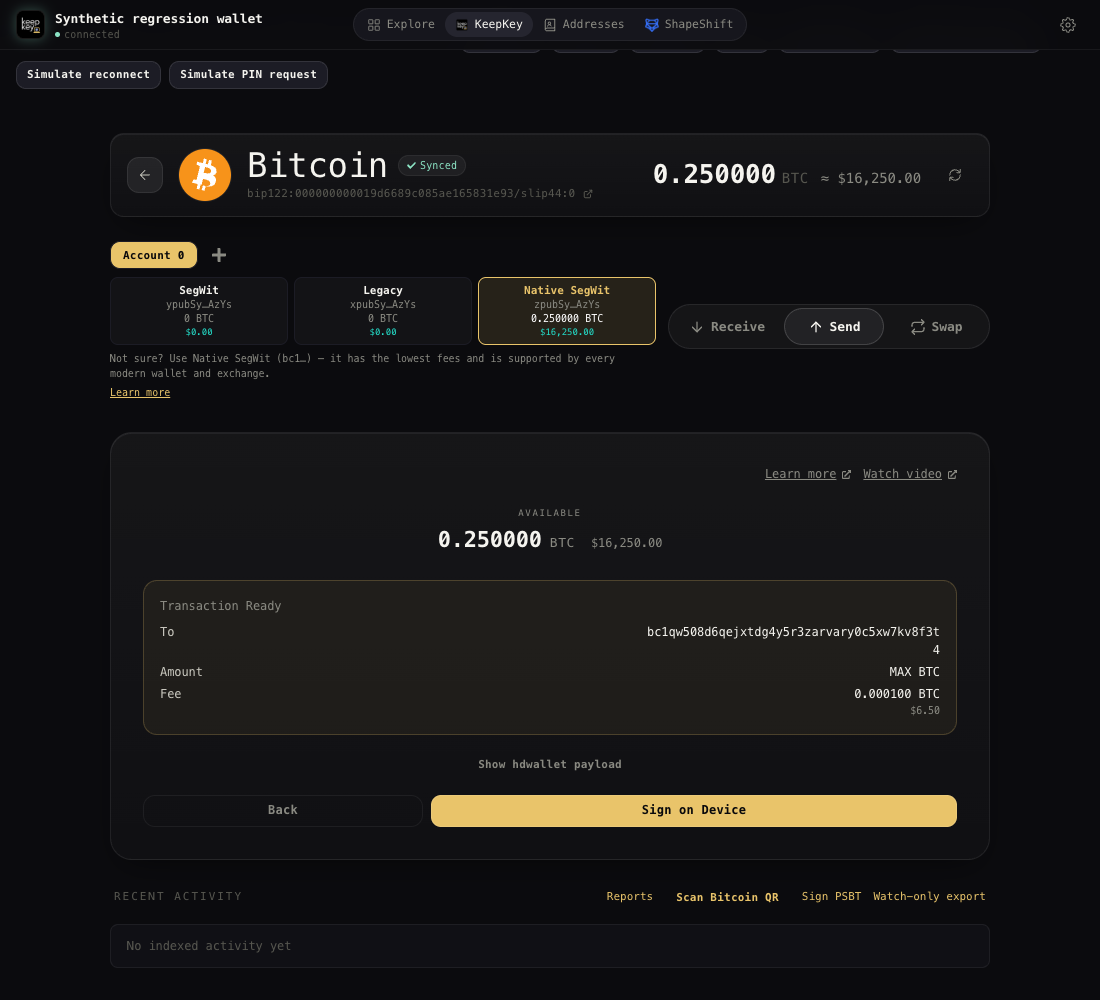 Synthetic regression wallet
connected
Explore
KeepKey
Addresses
ShapeShift
Simulate reconnect
Simulate PIN request
Bitcoin
Synced
bip122:000000000019d6689c085ae165831e93/slip44:0
0.250000 BTC ≈ $16,250.00
Account 0
SegWit
ypubSy…AzYs
0 BTC
$0.00
Legacy
xpubSy…AzYs
0 BTC
$0.00
Native SegWit
zpubSy…AzYs
0.250000 BTC
$16,250.00
Receive
Send
Swap
Not sure? Use Native SegWit (bc1…) — it has the lowest fees and is supported by every
modern wallet and exchange.
Learn more
Learn more
Watch video
AVAILABLE
0.250000 BTC $16,250.00
Transaction Ready
To bc1qw508d6qejxtdg4y5r3zarvary0c5xw7kv8f3t
4
Amount MAX BTC
Fee 0.000100 BTC
$6.50
Show hdwallet payload
Back
Sign on Device
RECENT ACTIVITY
Reports
Scan Bitcoin QR
Sign PSBT
Watch-only export
No indexed activity yet